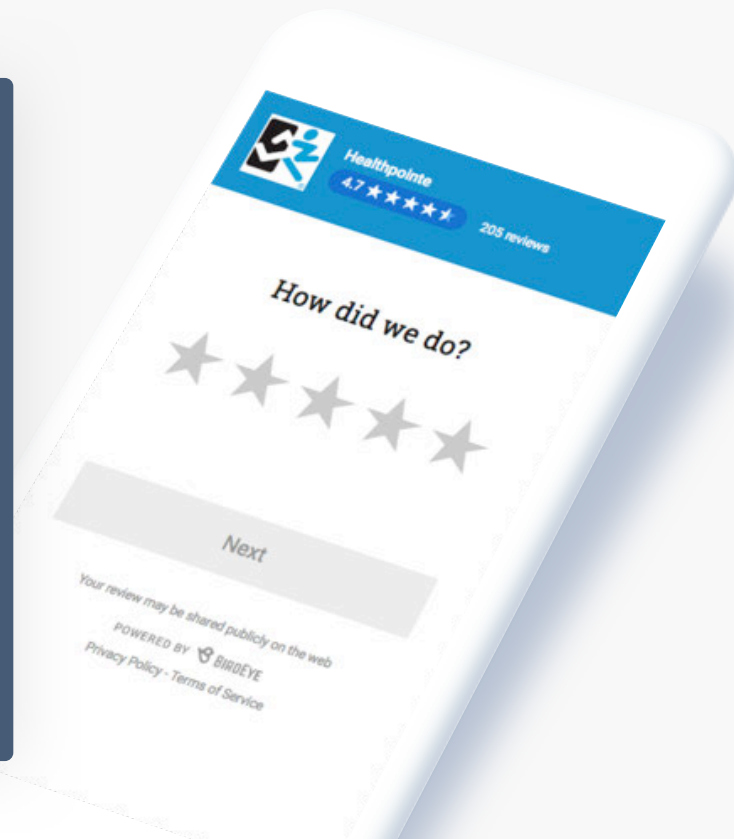 Healthpointe
4.7 ★★★★★ 205 reviews
How did we do?
Next
Your review may be shared publicly on the web
POWERED BY BIRDEYE
Privacy Policy - Terms of Service